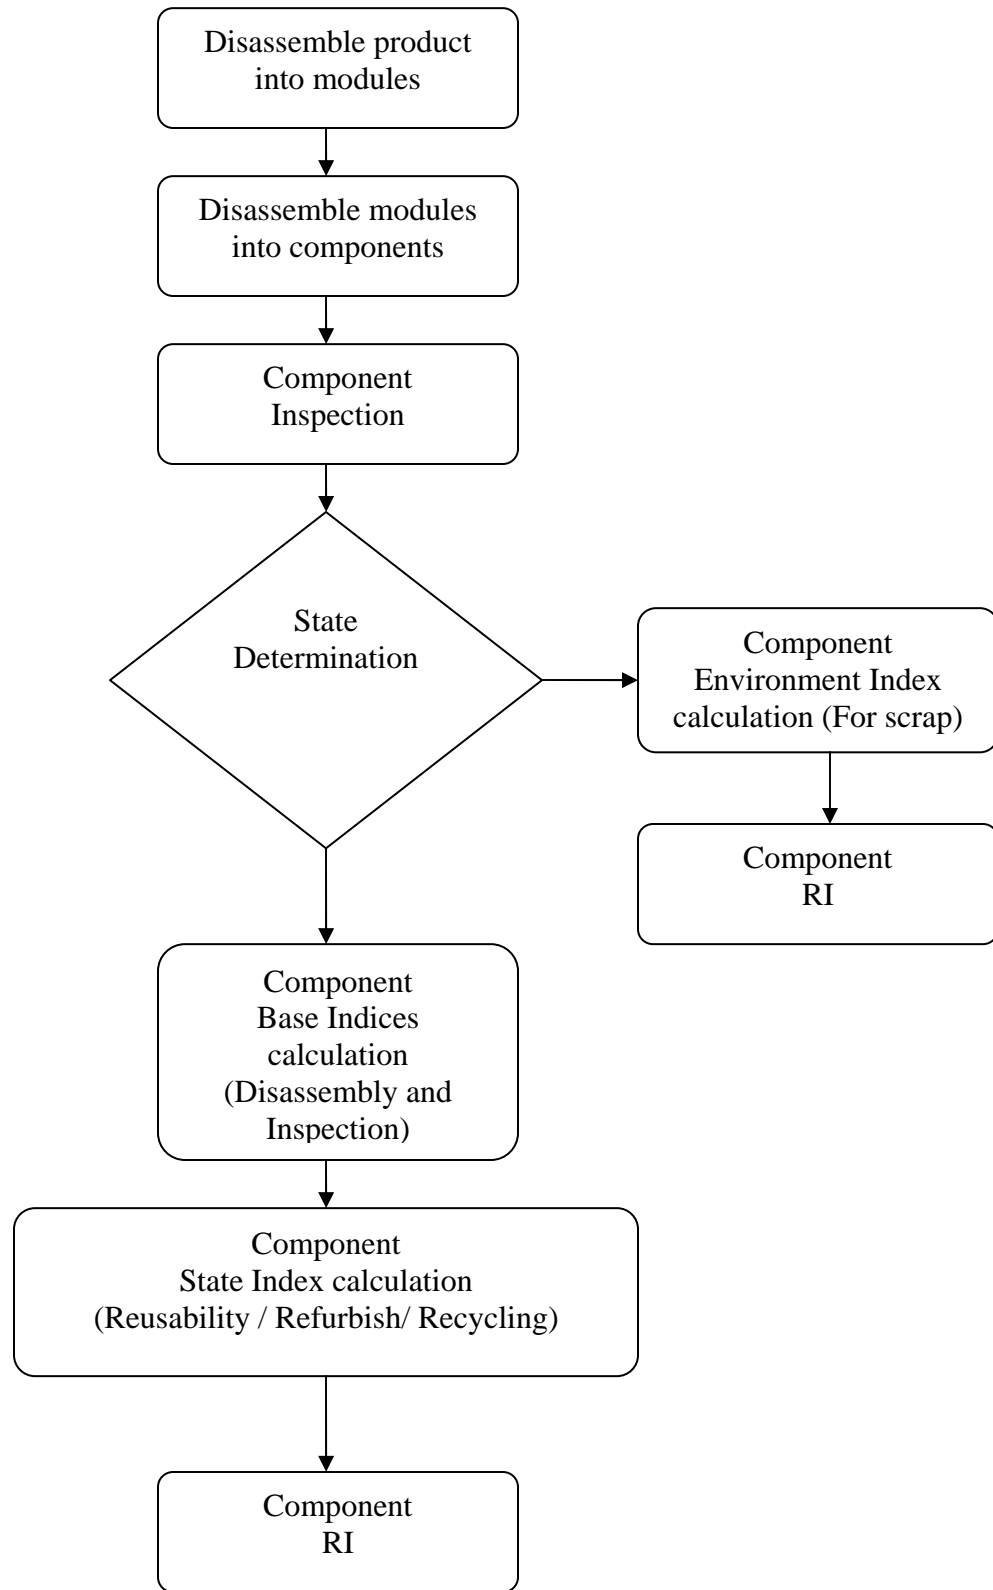 Disassemble product
into modules
Disassemble modules
into components
Component
Inspection
State
Determination
Component
Environment Index
calculation (For scrap)
Component
RI
Component
Base Indices
calculation
(Disassembly and
Inspection)
Component
State Index calculation
(Reusability / Refurbish/ Recycling)
Component
RI